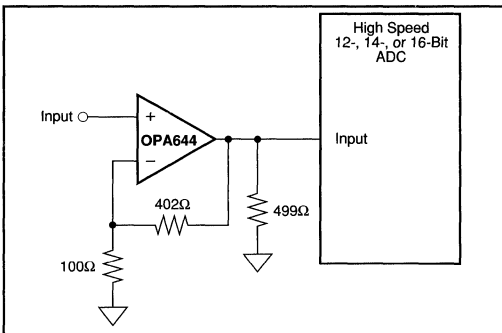 High Speed
12-, 14-, or 16-Bit
ADC
Input
+
OPA644
−
Input
402Ω
499Ω
100Ω